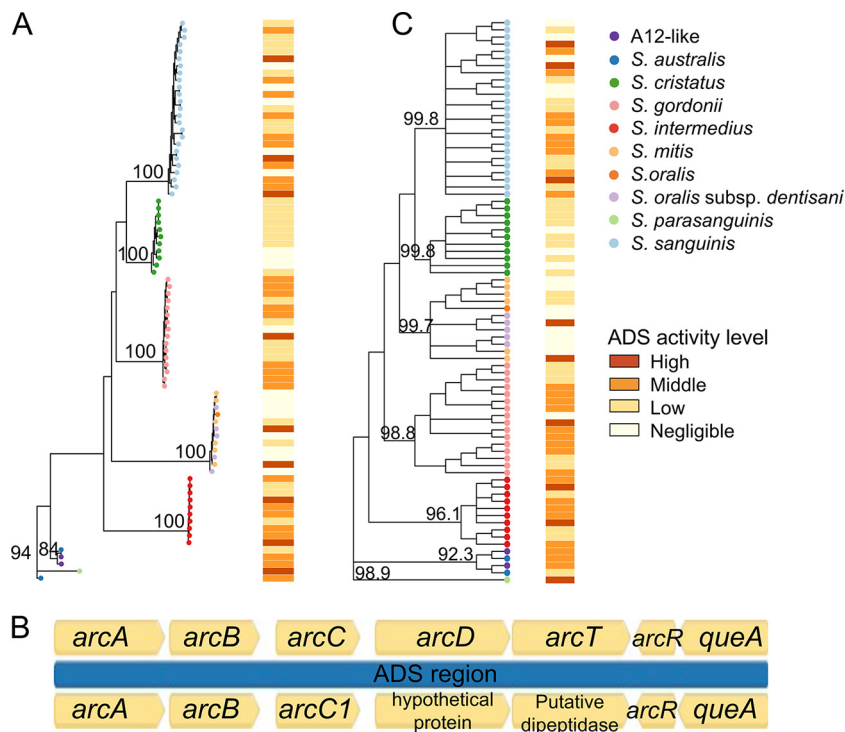 A
C
A12-like
S. australis
S. cristatus
S. gordonii
S. intermedius
S. mitis
S.oralis
S. oralis subsp. dentisani
S. parasanguinis
S. sanguinis
100
100
100
100
100
94
84
99.8
99.8
99.7
98.8
96.1
92.3
98.9
ADS activity level
High
Middle
Low
Negligible
B
arcA arcB arcC arcD arcT arcR queA
ADS region
arcA arcB arcC1 hypothetical protein Putative dipeptidase arcR queA